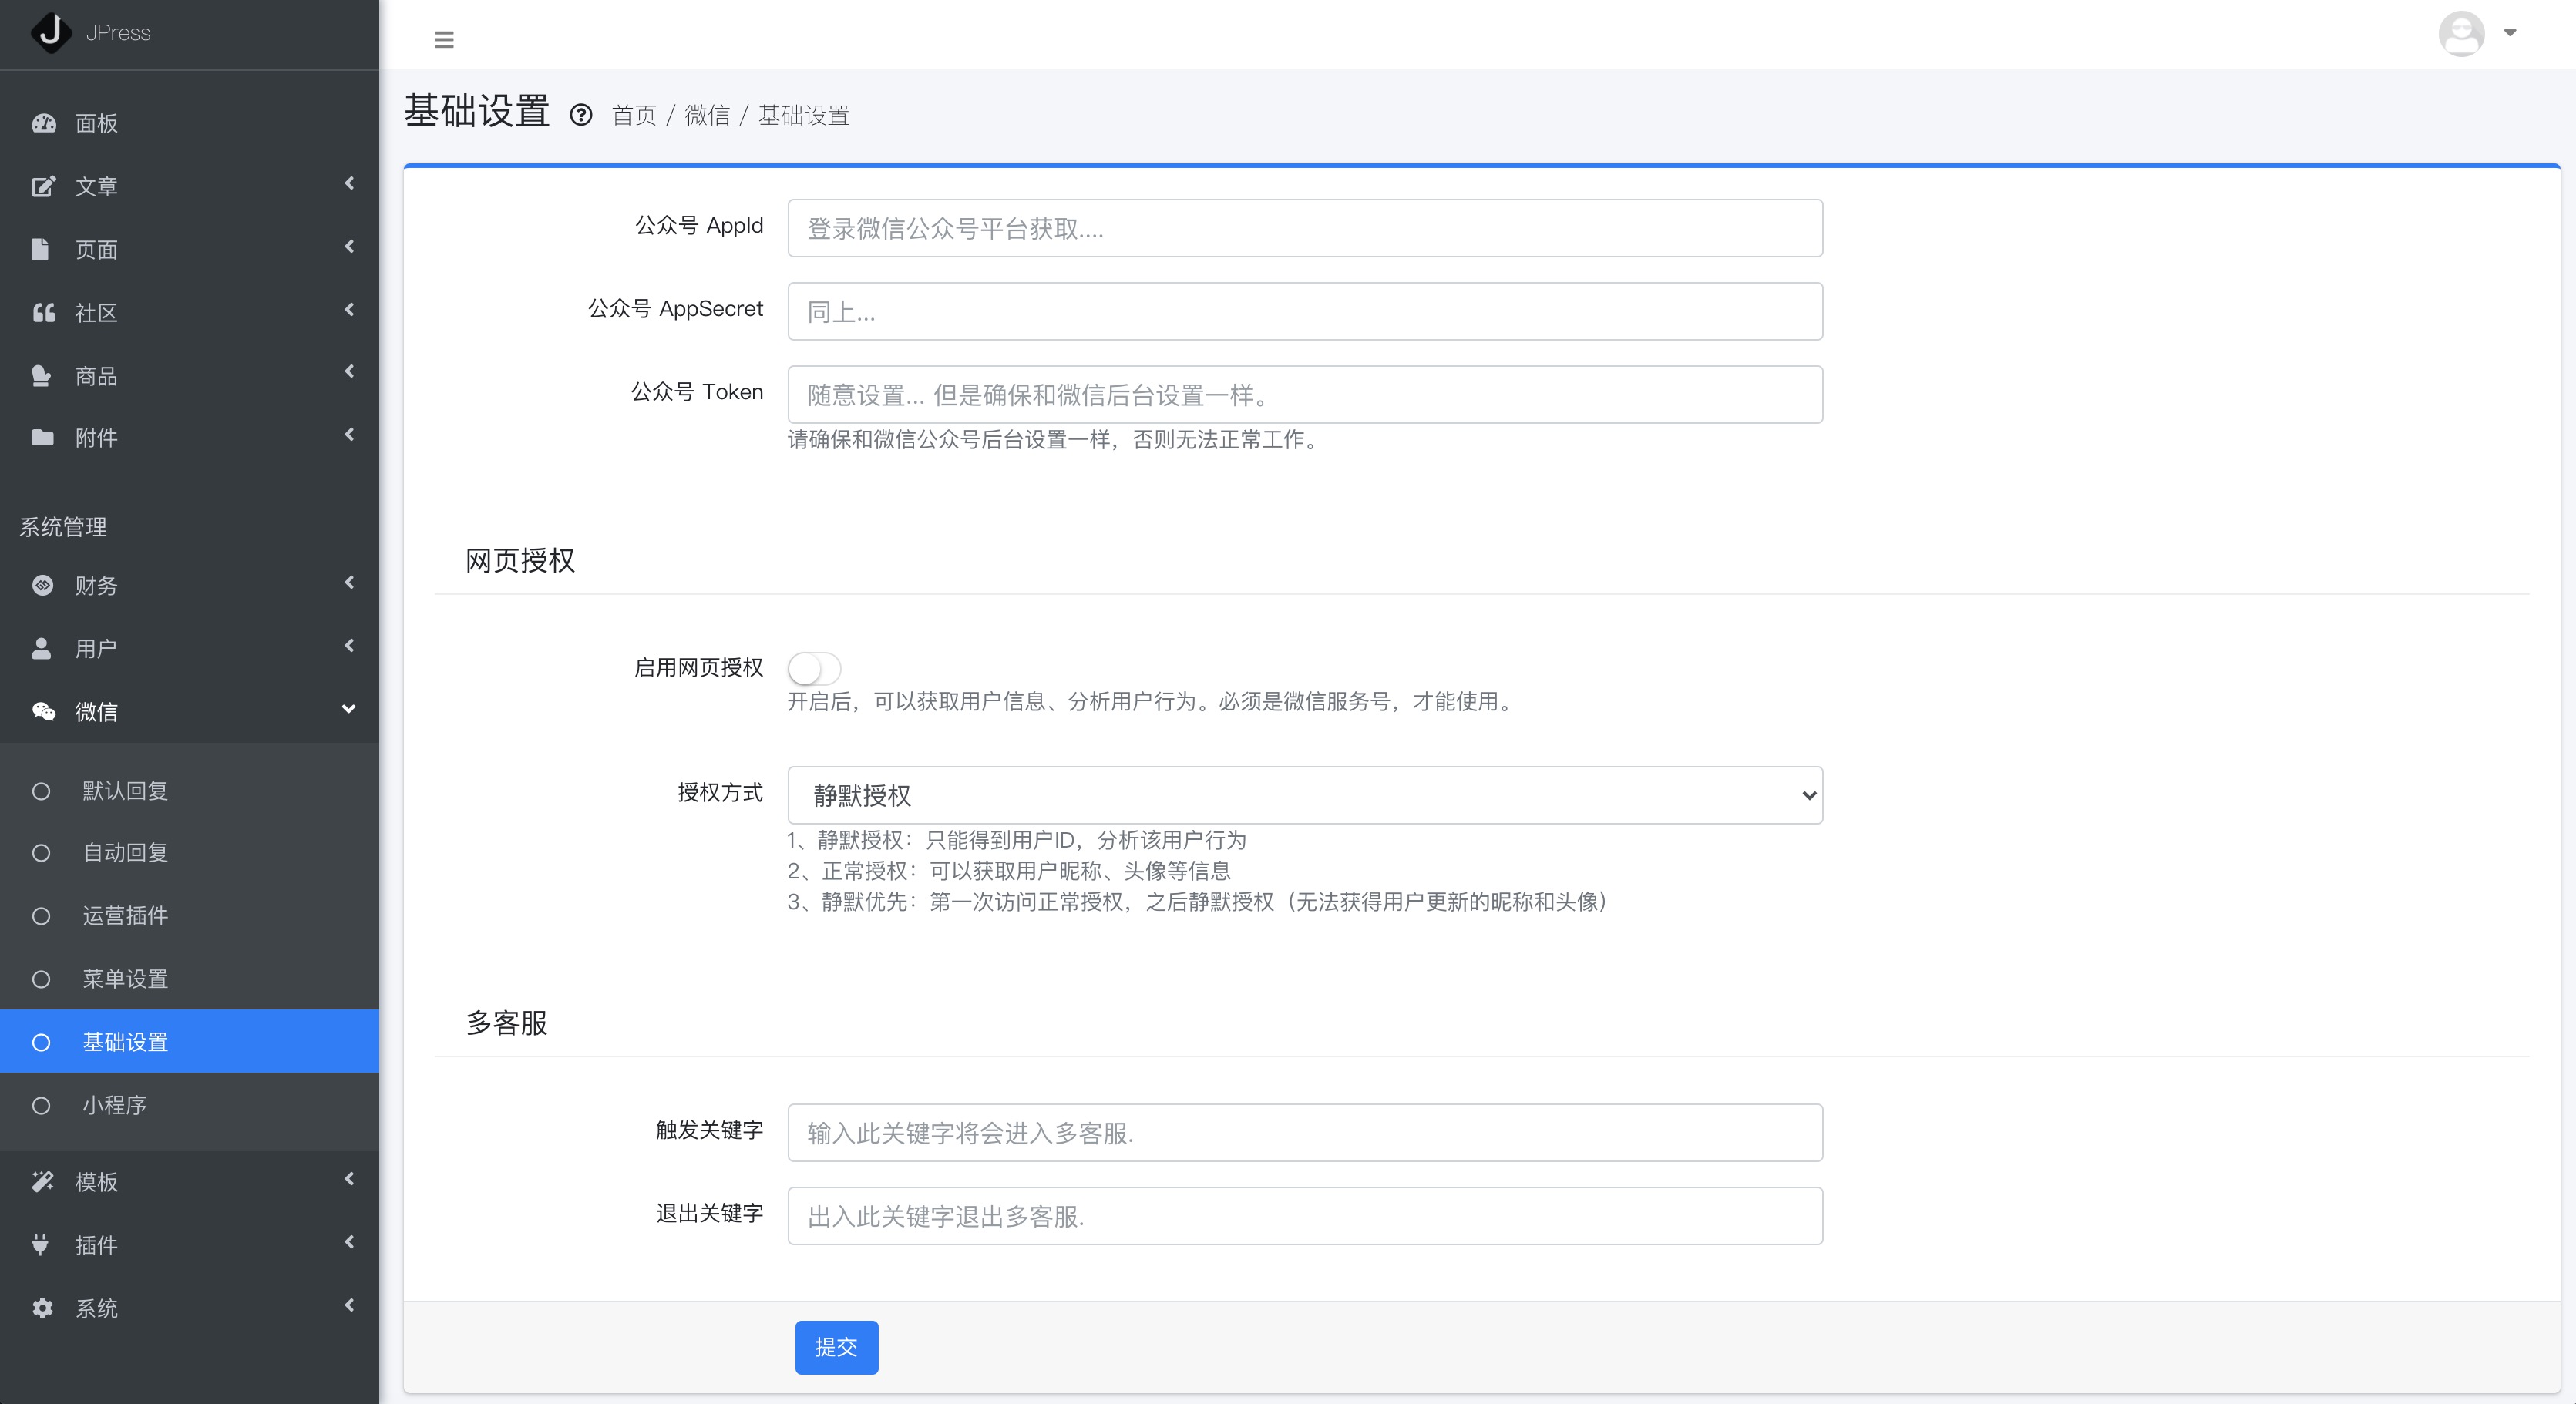 JPress
面板
文章
页面
社区
商品
附件
系统管理
财务
用户
微信
默认回复
自动回复
运营插件
菜单设置
基础设置
小程序
模板
插件
系统
基础设置 首页 / 微信 / 基础设置
公众号 AppId 登录微信公众号平台获取....
公众号 AppSecret 同上...
公众号 Token 随意设置... 但是确保和微信后台设置一样。
请确保和微信公众号后台设置一样，否则无法正常工作。
网页授权
启用网页授权
开启后，可以获取用户信息、分析用户行为。必须是微信服务号，才能使用。
授权方式 静默授权
1、静默授权：只能得到用户ID，分析该用户行为
2、正常授权：可以获取用户昵称、头像等信息
3、静默优先：第一次访问正常授权，之后静默授权（无法获得用户更新的昵称和头像）
多客服
触发关键字 输入此关键字将会进入多客服.
退出关键字 出入此关键字退出多客服.
提交